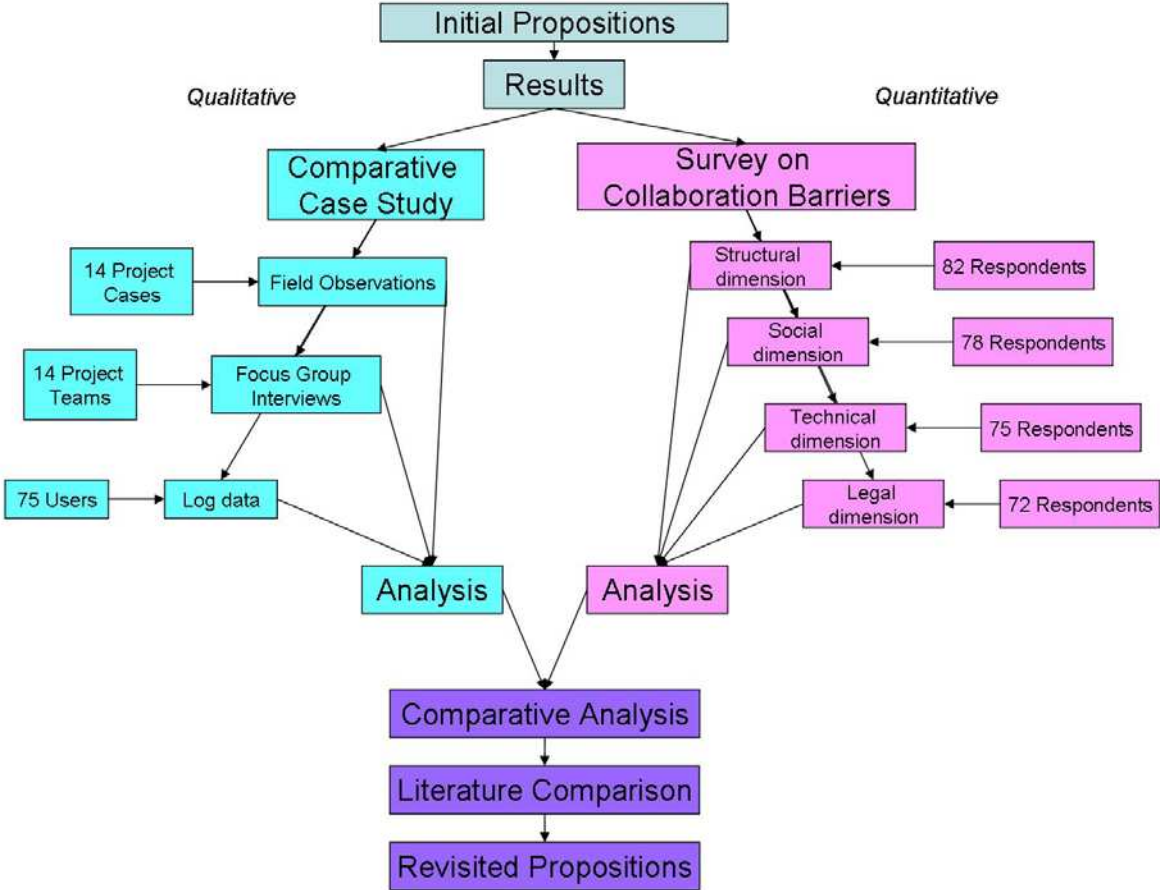 Initial Propositions
Results
Qualitative
Quantitative
Comparative
Case Study
Survey on
Collaboration Barriers
14 Project
Cases
Field Observations
Structural
dimension
82 Respondents
Social
dimension
78 Respondents
14 Project
Teams
Focus Group
Interviews
Technical
dimension
75 Respondents
75 Users
Log data
Legal
dimension
72 Respondents
Analysis
Analysis
Comparative Analysis
Literature Comparison
Revisited Propositions